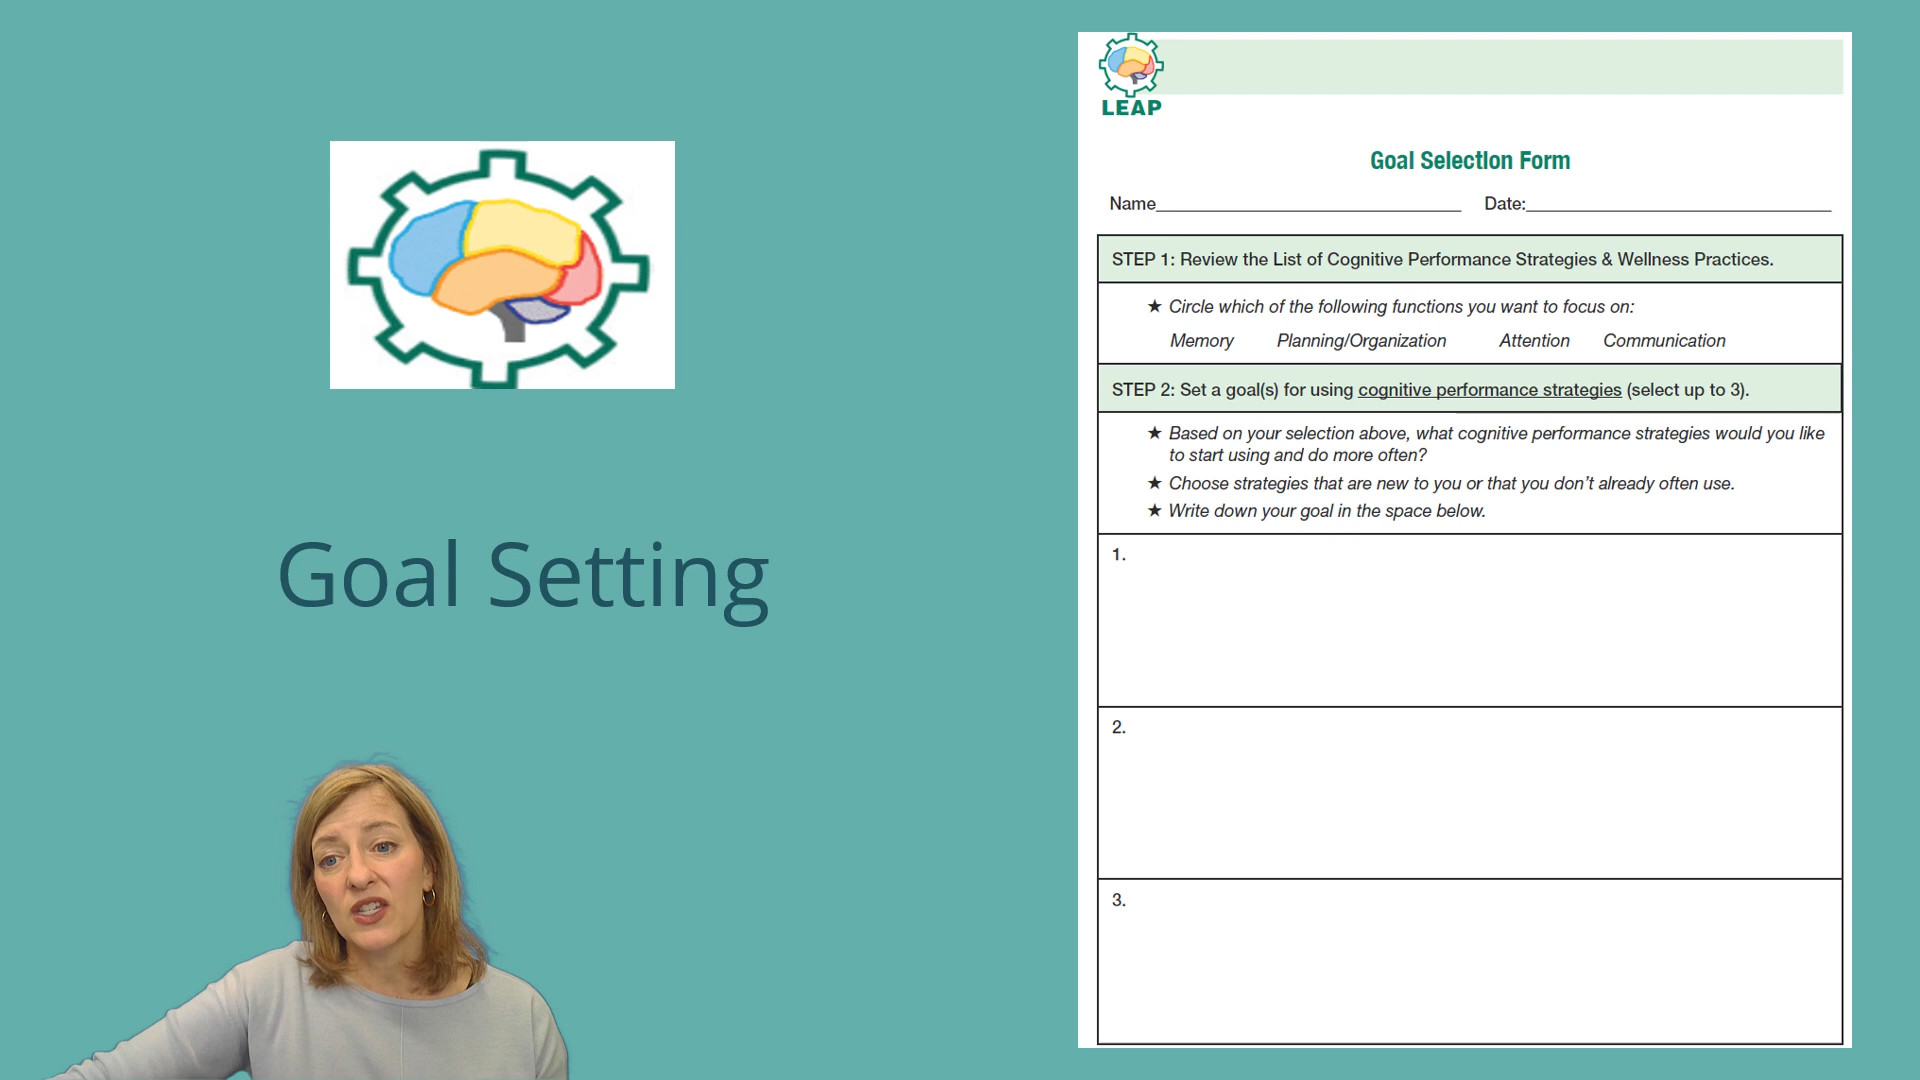 Goal Setting
LEAP
Goal Selection Form
Name Date:
STEP 1: Review the List of Cognitive Performance Strategies & Wellness Practices.
★ Circle which of the following functions you want to focus on:
Memory Planning/Organization Attention Communication
STEP 2: Set a goal(s) for using cognitive performance strategies (select up to 3).
★ Based on your selection above, what cognitive performance strategies would you like
to start using and do more often?
★ Choose strategies that are new to you or that you don’t already often use.
★ Write down your goal in the space below.
1.
2.
3.